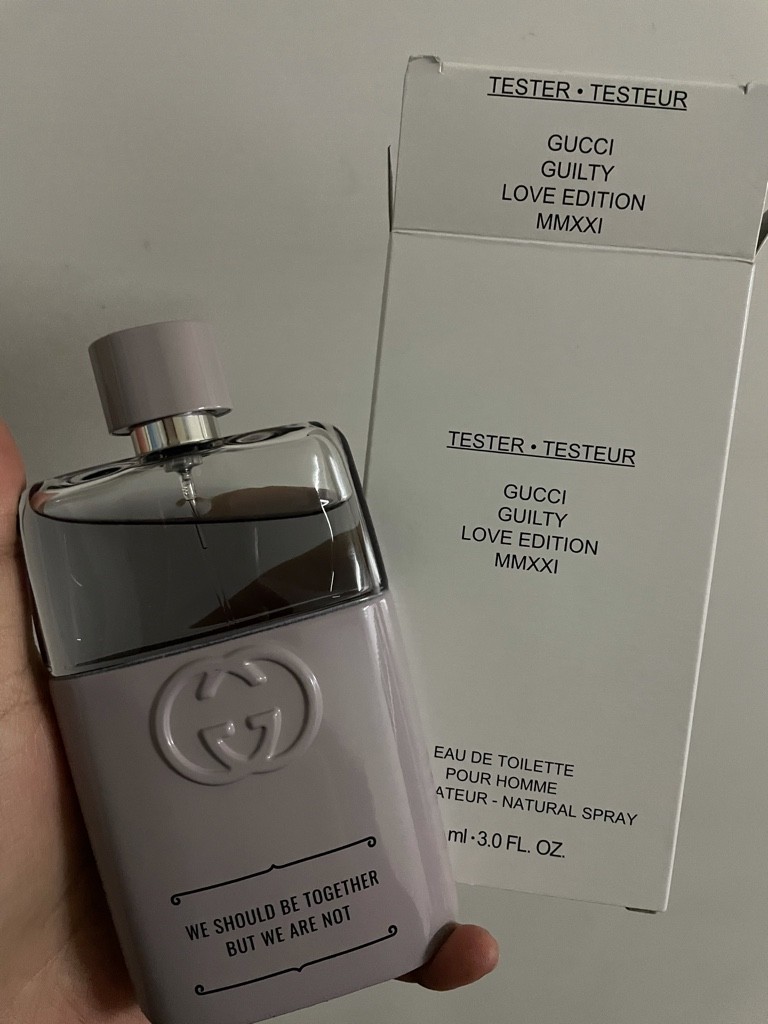 TESTER • TESTEUR
GUCCI
GUILTY
LOVE EDITION
MMXXI
TESTER • TESTEUR
GUCCI
GUILTY
LOVE EDITION
MMXXI
EAU DE TOILETTE
POUR HOMME
ATEUR - NATURAL SPRAY
ml • 3.0 FL. OZ.
WE SHOULD BE TOGETHER
BUT WE ARE NOT